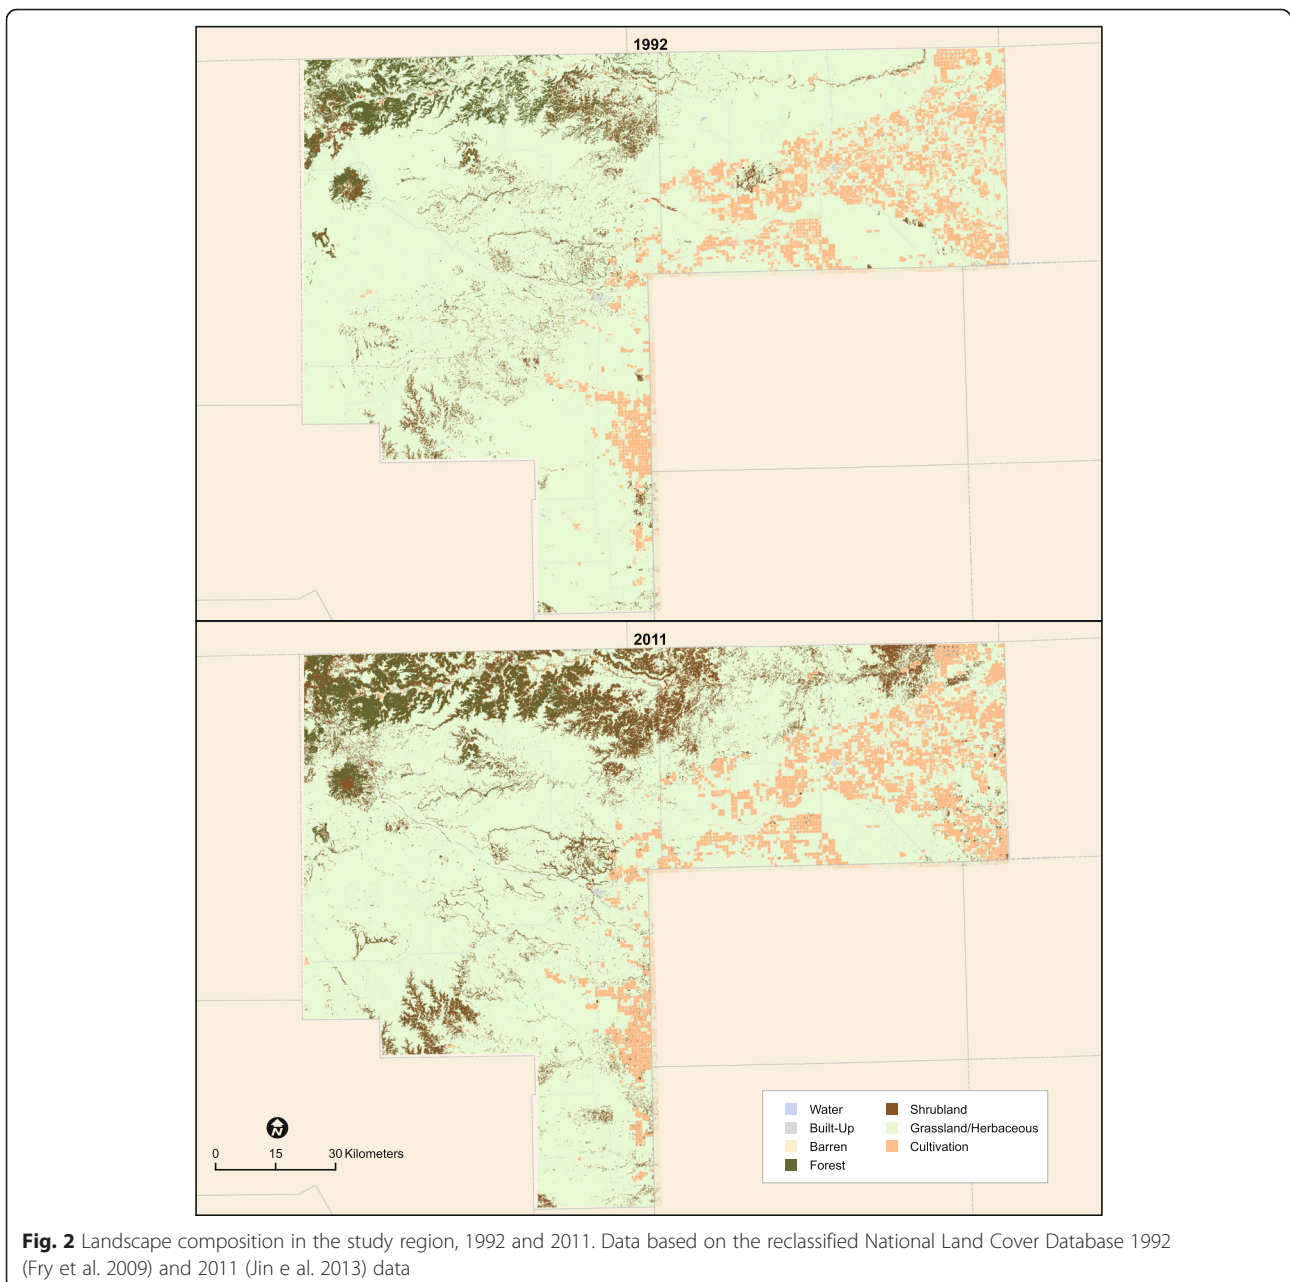 1992
2011
Water
Built-Up
Barren
Forest
Shrubland
Grassland/Herbaceous
Cultivation
N
0 15 30 Kilometers
Fig. 2 Landscape composition in the study region, 1992 and 2011. Data based on the reclassified National Land Cover Database 1992
(Fry et al. 2009) and 2011 (Jin e al. 2013) data